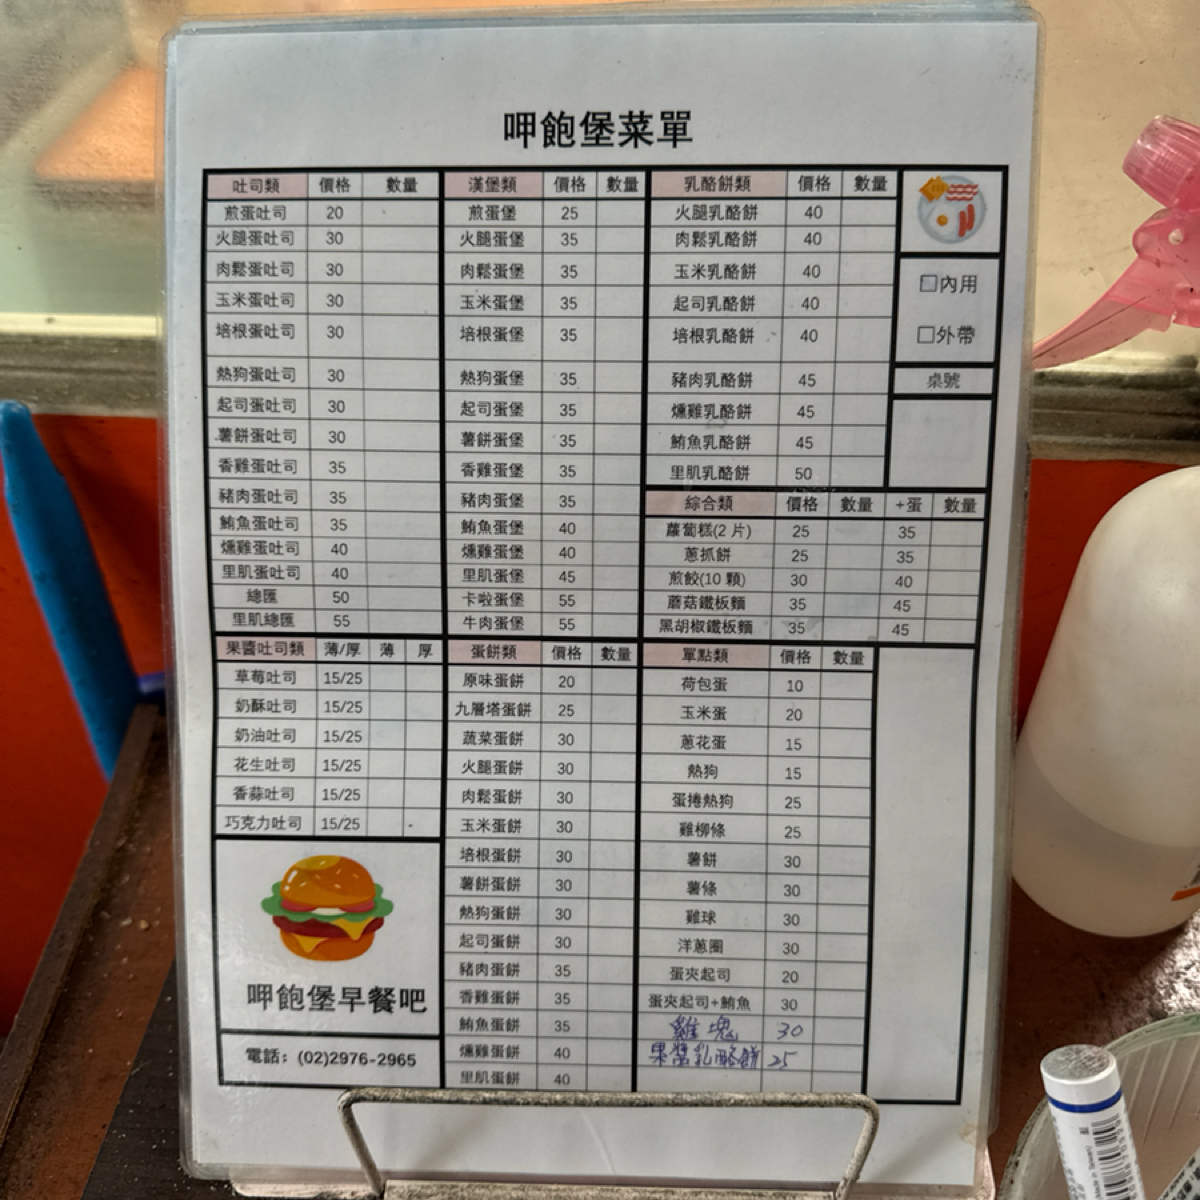 呷飽堡菜單
吐司類 價格 數量
煎蛋吐司 20
火腿蛋吐司 30
肉鬆蛋吐司 30
玉米蛋吐司 30
培根蛋吐司 30
熱狗蛋吐司 30
起司蛋吐司 30
薯餅蛋吐司 30
香雞蛋吐司 35
豬肉蛋吐司 35
鮪魚蛋吐司 35
燻雞蛋吐司 40
里肌蛋吐司 40
總匯 50
里肌總匯 55
漢堡類 價格 數量
煎蛋堡 25
火腿蛋堡 35
肉鬆蛋堡 35
玉米蛋堡 35
培根蛋堡 35
熱狗蛋堡 35
起司蛋堡 35
薯餅蛋堡 35
香雞蛋堡 35
豬肉蛋堡 35
鮪魚蛋堡 40
燻雞蛋堡 40
里肌蛋堡 45
卡啦蛋堡 55
牛肉蛋堡 55
乳酪餅類 價格 數量
火腿乳酪餅 40
肉鬆乳酪餅 40
玉米乳酪餅 40
起司乳酪餅 40
培根乳酪餅 40
豬肉乳酪餅 45
燻雞乳酪餅 45
鮪魚乳酪餅 45
里肌乳酪餅 50
□內用
□外帶
桌號
綜合類 價格 數量 +蛋 數量
蘿蔔糕(2 片) 25 35
蔥抓餅 25 35
煎餃(10 顆) 30 40
蘑菇鐵板麵 35 45
黑胡椒鐵板麵 35 45
果醬吐司類 薄/厚 薄 厚
草莓吐司 15/25
奶酥吐司 15/25
奶油吐司 15/25
花生吐司 15/25
香蒜吐司 15/25
巧克力吐司 15/25
呷飽堡早餐吧
電話：(02)2976-2965
蛋餅類 價格 數量
原味蛋餅 20
九層塔蛋餅 25
蔬菜蛋餅 30
火腿蛋餅 30
肉鬆蛋餅 30
玉米蛋餅 30
培根蛋餅 30
薯餅蛋餅 30
熱狗蛋餅 30
起司蛋餅 30
豬肉蛋餅 35
香雞蛋餅 35
鮪魚蛋餅 35
燻雞蛋餅 40
里肌蛋餅 40
單點類 價格 數量
荷包蛋 10
玉米蛋 20
蔥花蛋 15
熱狗 15
蛋捲熱狗 25
雞柳條 25
薯餅 30
薯條 30
雞球 30
洋蔥圈 30
蛋夾起司 20
蛋夾起司+鮪魚 30
雞塊 30
果醬乳酪餅 25